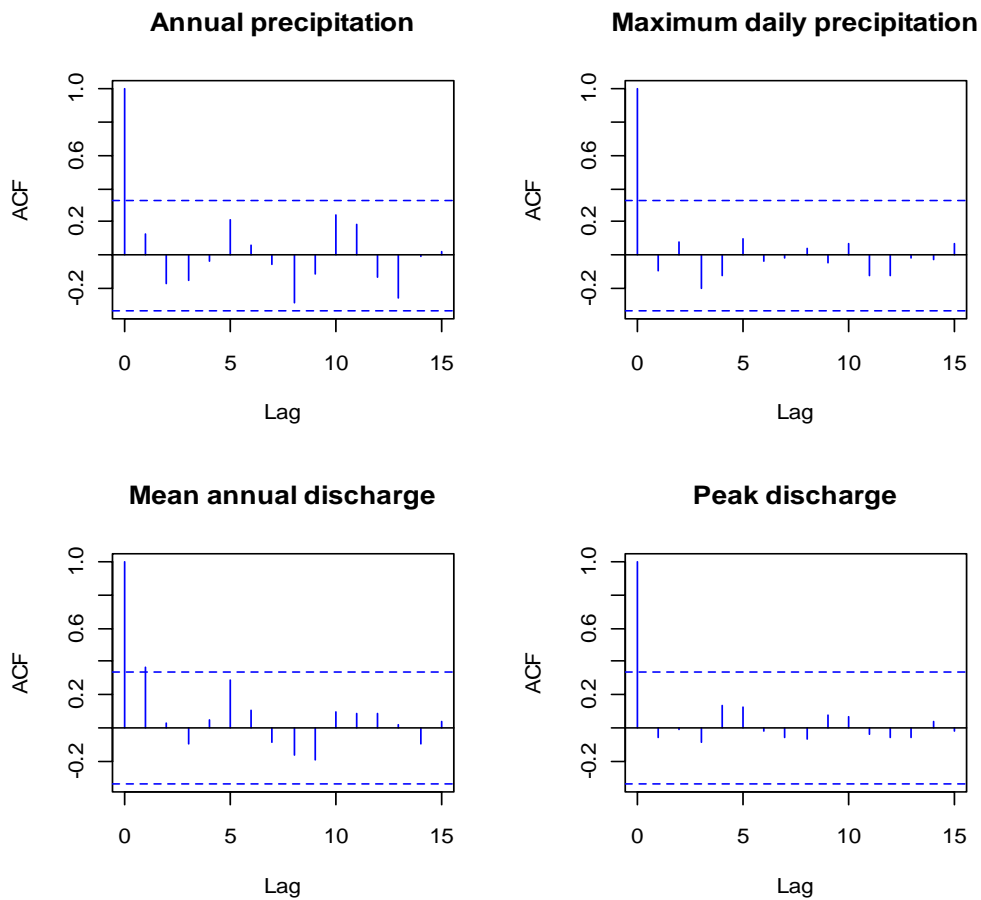 Annual precipitation
ACF
1.0
0.6
0.2
-0.2
0 5 10 15
Lag
Maximum daily precipitation
ACF
1.0
0.6
0.2
-0.2
0 5 10 15
Lag
Mean annual discharge
ACF
1.0
0.6
0.2
-0.2
0 5 10 15
Lag
Peak discharge
ACF
1.0
0.6
0.2
-0.2
0 5 10 15
Lag